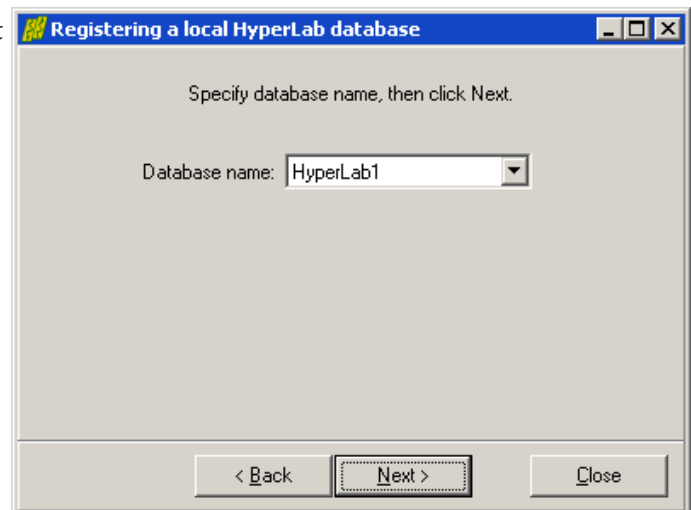 Registering a local HyperLab database
Specify database name, then click Next.
Database name: HyperLab1
< Back Next > Close